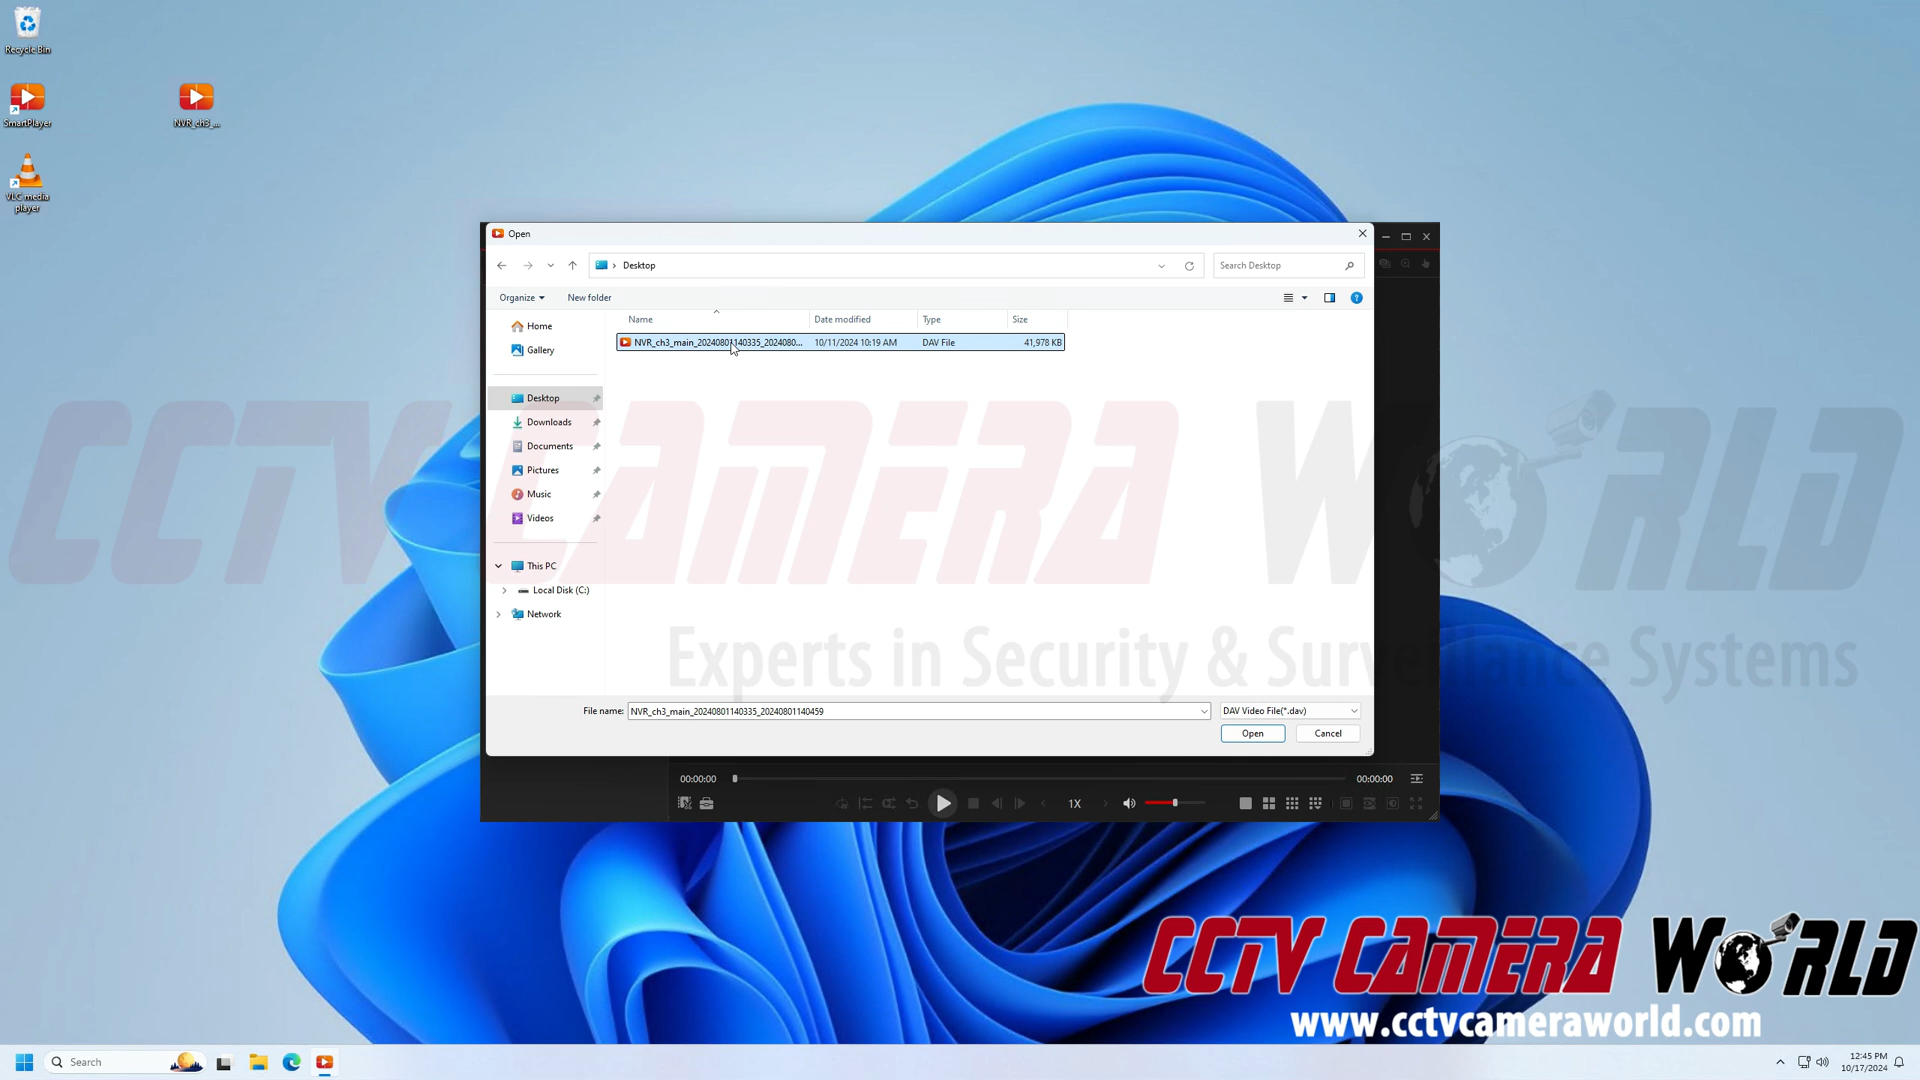 Recycle Bin
SmartPlayer
NVR_ch3_...
VLC media
player
Open
Desktop
Search Desktop
Organize
New folder
Home
Gallery
Desktop
Downloads
Documents
Pictures
Music
Videos
This PC
Local Disk (C:)
Network
Name
Date modified
Type
Size
NVR_ch3_main_20240801140335_2024080...
10/11/2024 10:19 AM
DAV File
41,978 KB
CCTV CAMERA WORLD
Experts in Security & Surveillance Systems
File name:
NVR_ch3_main_20240801140335_20240801140459
DAV Video File(*.dav)
Open
Cancel
00:00:00
00:00:00
1X
CCTV CAMERA WORLD
www.cctvcameraworld.com
Search
12:45 PM
10/17/2024